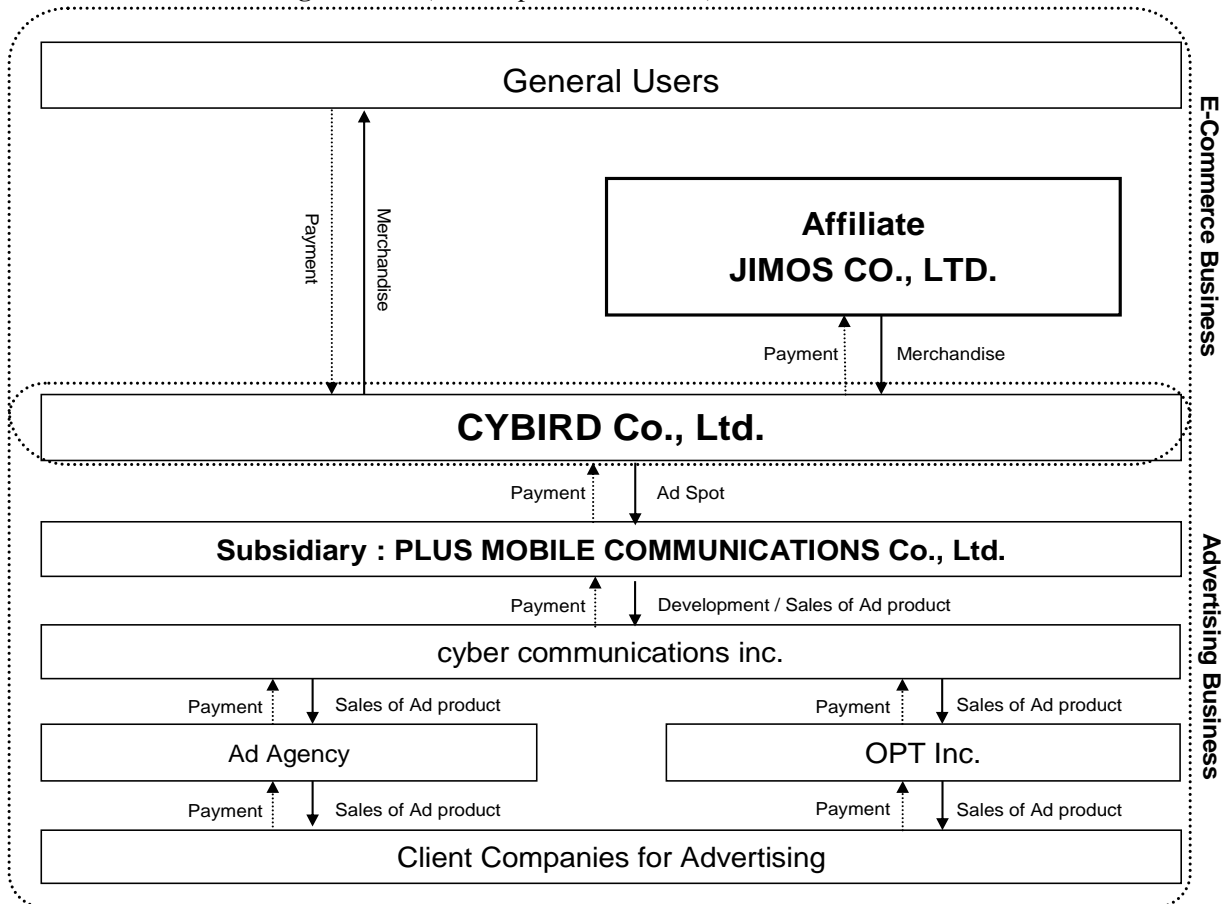 General Users
E-Commerce Business
Payment
Merchandise
Affiliate
JIMOS CO., LTD.
Payment
Merchandise
CYBIRD Co., Ltd.
Payment
Ad Spot
Subsidiary : PLUS MOBILE COMMUNICATIONS Co., Ltd.
Advertising Business
Payment
Development / Sales of Ad product
cyber communications inc.
Payment
Sales of Ad product
Payment
Sales of Ad product
Ad Agency
OPT Inc.
Payment
Sales of Ad product
Payment
Sales of Ad product
Client Companies for Advertising